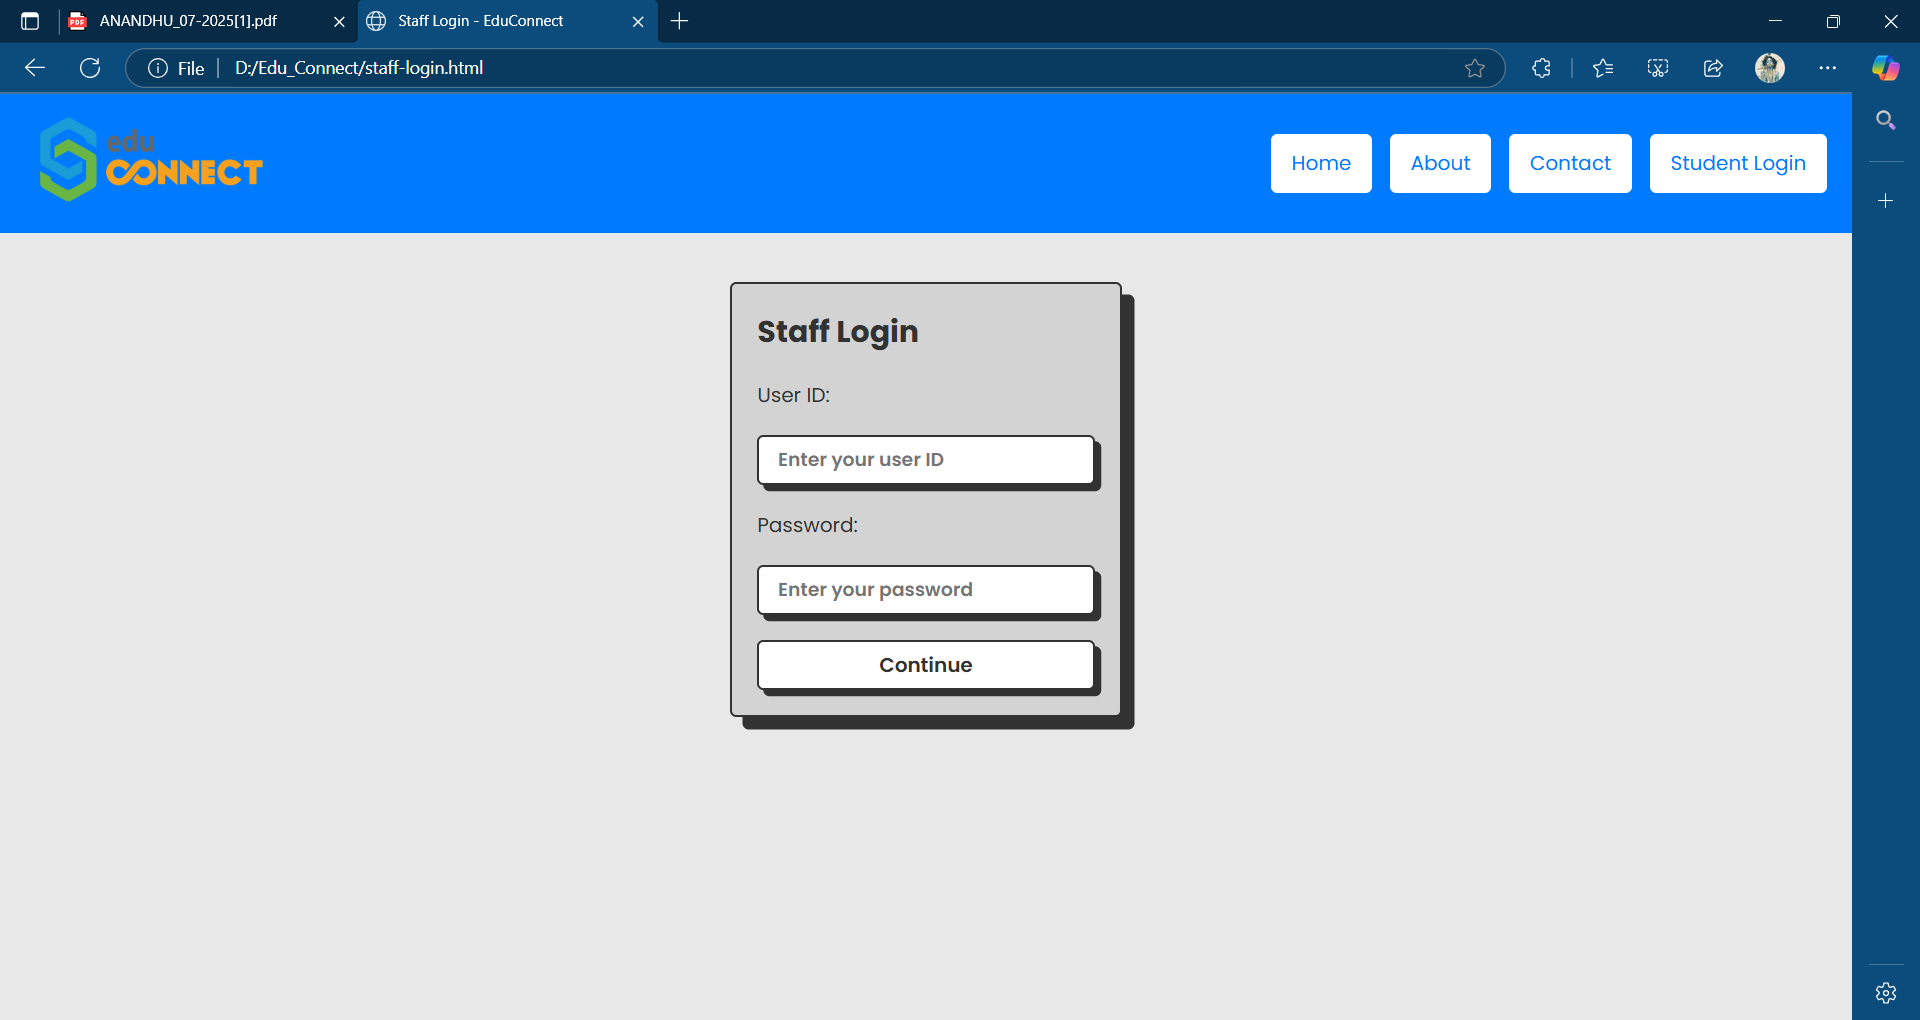 ANANDHU_07-2025[1].pdf
Staff Login - EduConnect
File
D:/Edu_Connect/staff-login.html
PDF
edu
CONNECT
Home
About
Contact
Student Login
Staff Login
User ID:
Enter your user ID
Password:
Enter your password
Continue